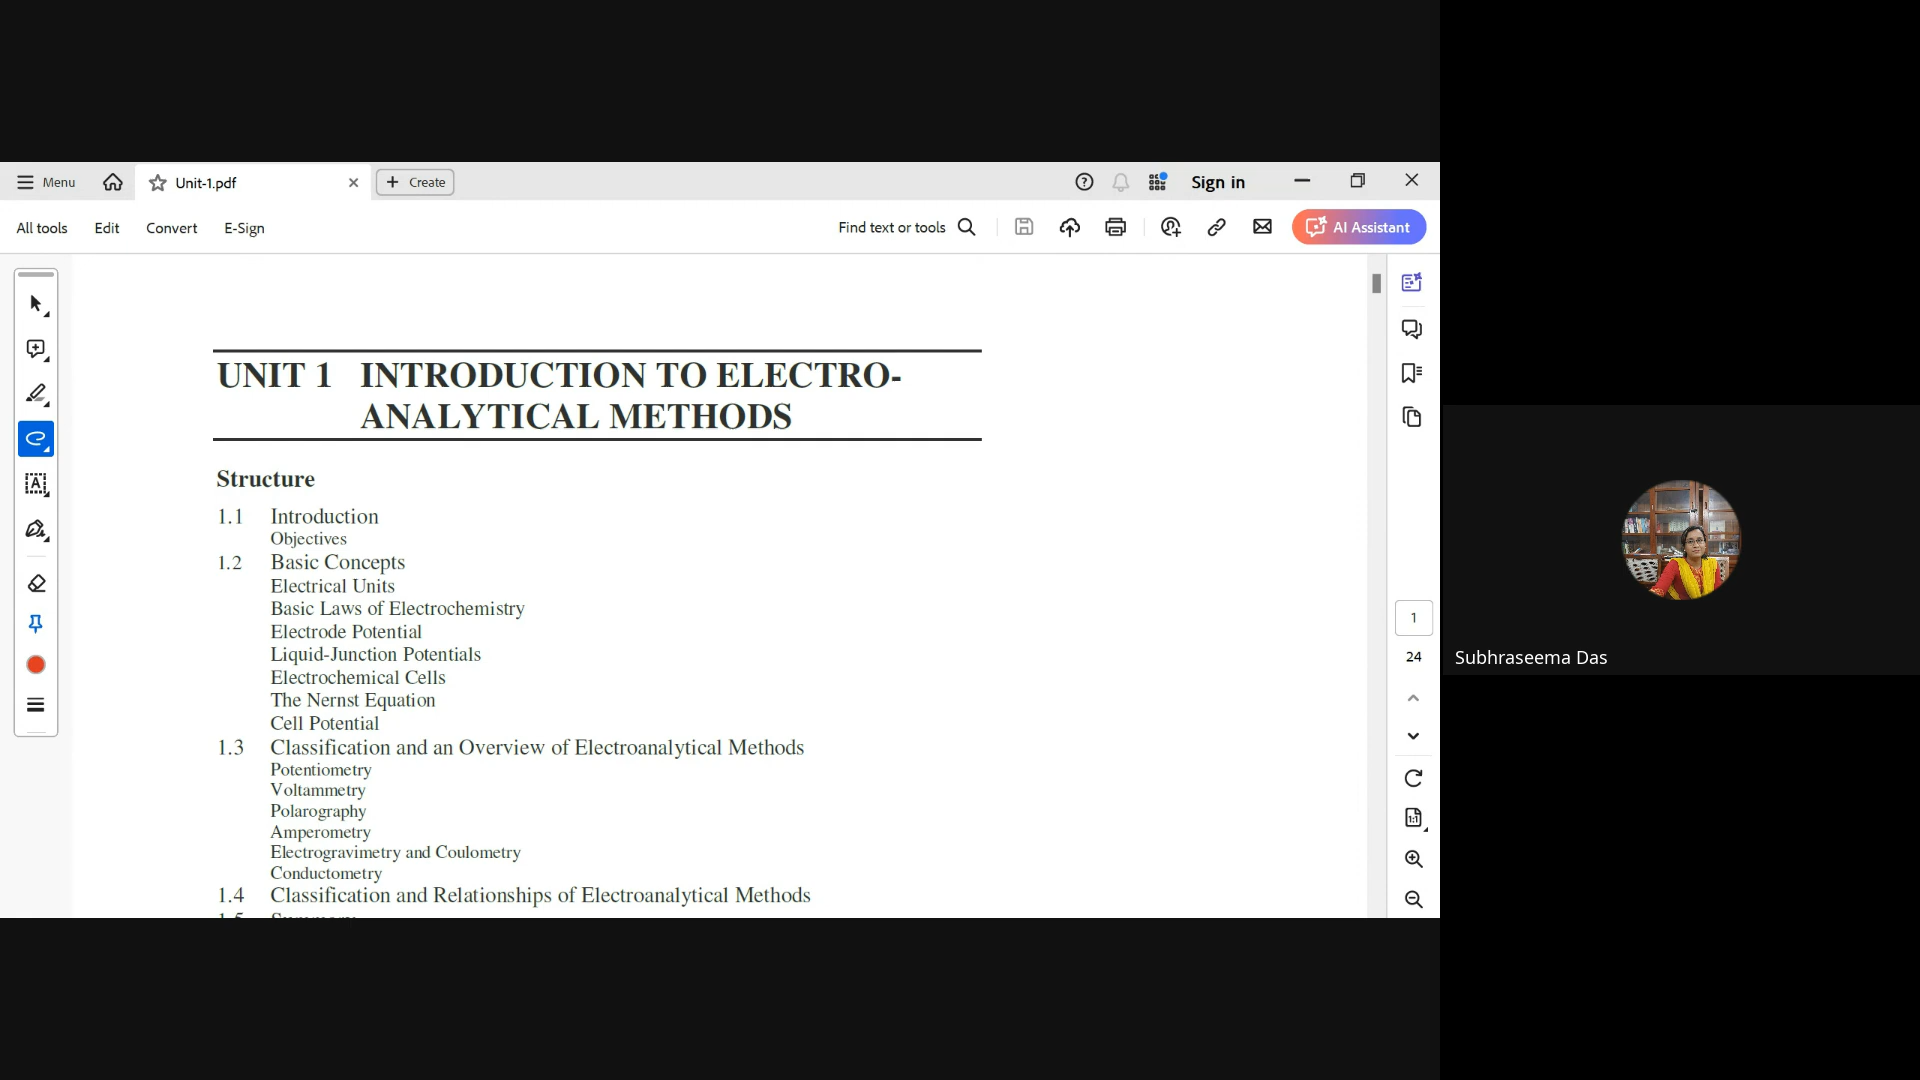 Menu
Unit-1.pdf
Create
Sign in
All tools
Edit
Convert
E-Sign
Find text or tools
AI Assistant
UNIT 1 INTRODUCTION TO ELECTRO-
ANALYTICAL METHODS
Structure
1.1 Introduction
Objectives
1.2 Basic Concepts
Electrical Units
Basic Laws of Electrochemistry
Electrode Potential
Liquid-Junction Potentials
Electrochemical Cells
The Nernst Equation
Cell Potential
1.3 Classification and an Overview of Electroanalytical Methods
Potentiometry
Voltammetry
Polarography
Amperometry
Electrogravimetry and Coulometry
Conductometry
1.4 Classification and Relationships of Electroanalytical Methods
1
24
Subhraseema Das